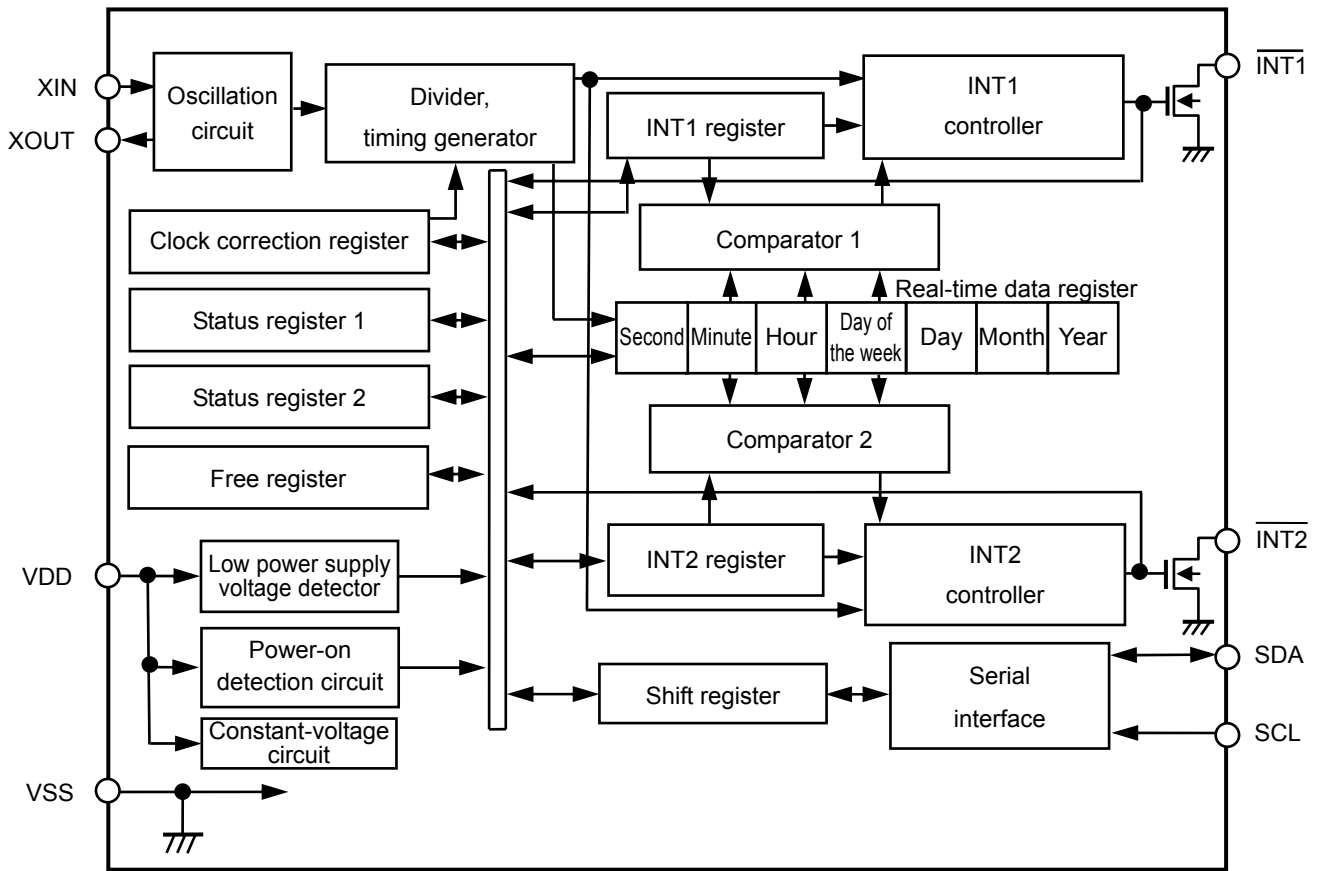 XIN
XOUT
Oscillation
circuit
Divider,
timing generator
INT1 register
INT1
controller
INT1
Clock correction register
Comparator 1
Status register 1
Real-time data register
Second
Minute
Hour
Day of
the week
Day
Month
Year
Status register 2
Comparator 2
Free register
VDD
Low power supply
voltage detector
INT2 register
INT2
controller
INT2
Power-on
detection circuit
Shift register
Serial
interface
SDA
SCL
Constant-voltage
circuit
VSS